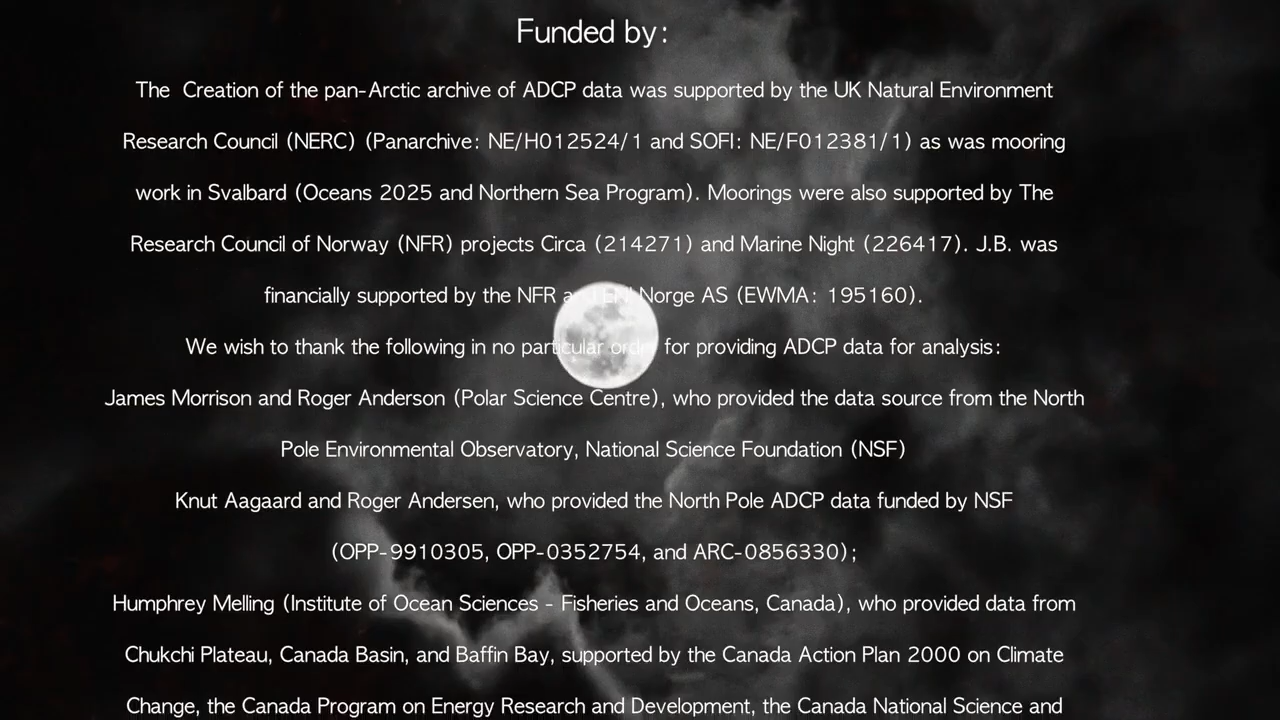 Funded by:
The Creation of the pan-Arctic archive of ADCP data was supported by the UK Natural Environment
Research Council (NERC) (Panarchive: NE/H012524/1 and SOFI: NE/F012381/1) as was mooring
work in Svalbard (Oceans 2025 and Northern Sea Program). Moorings were also supported by The
Research Council of Norway (NFR) projects Circa (214271) and Marine Night (226417). J.B. was
financially supported by the NFR and ENI Norge AS (EWMA: 195160).
We wish to thank the following in no particular order for providing ADCP data for analysis:
James Morrison and Roger Anderson (Polar Science Centre), who provided the data source from the North
Pole Environmental Observatory, National Science Foundation (NSF)
Knut Aagaard and Roger Andersen, who provided the North Pole ADCP data funded by NSF
(OPP-9910305, OPP-0352754, and ARC-0856330);
Humphrey Melling (Institute of Ocean Sciences - Fisheries and Oceans, Canada), who provided data from
Chukchi Plateau, Canada Basin, and Baffin Bay, supported by the Canada Action Plan 2000 on Climate
Change, the Canada Program on Energy Research and Development, the Canada National Science and